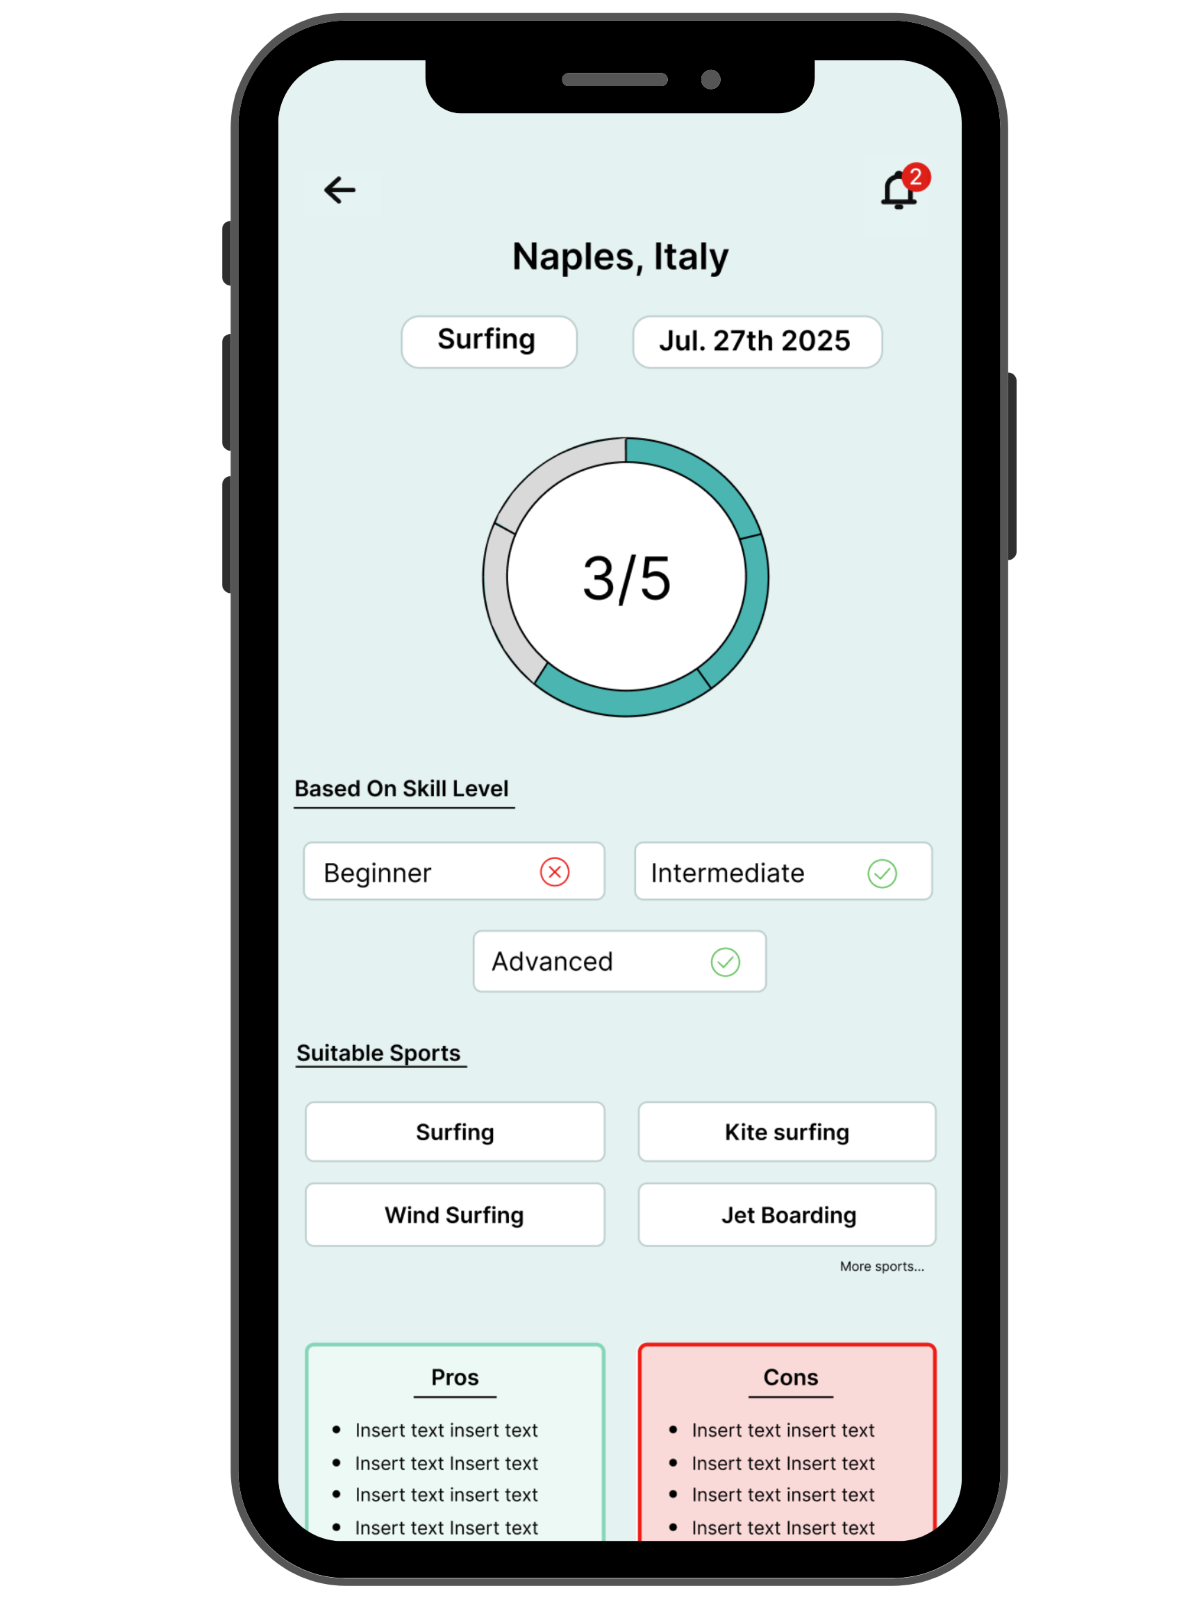 2
Naples, Italy
Surfing
Jul. 27th 2025
3/5
Based On Skill Level
Beginner
Intermediate
Advanced
Suitable Sports
Surfing
Kite surfing
Wind Surfing
Jet Boarding
More sports...
Pros
• Insert text insert text
• Insert text Insert text
• Insert text insert text
• Insert text Insert text
Cons
• Insert text insert text
• Insert text Insert text
• Insert text insert text
• Insert text Insert text